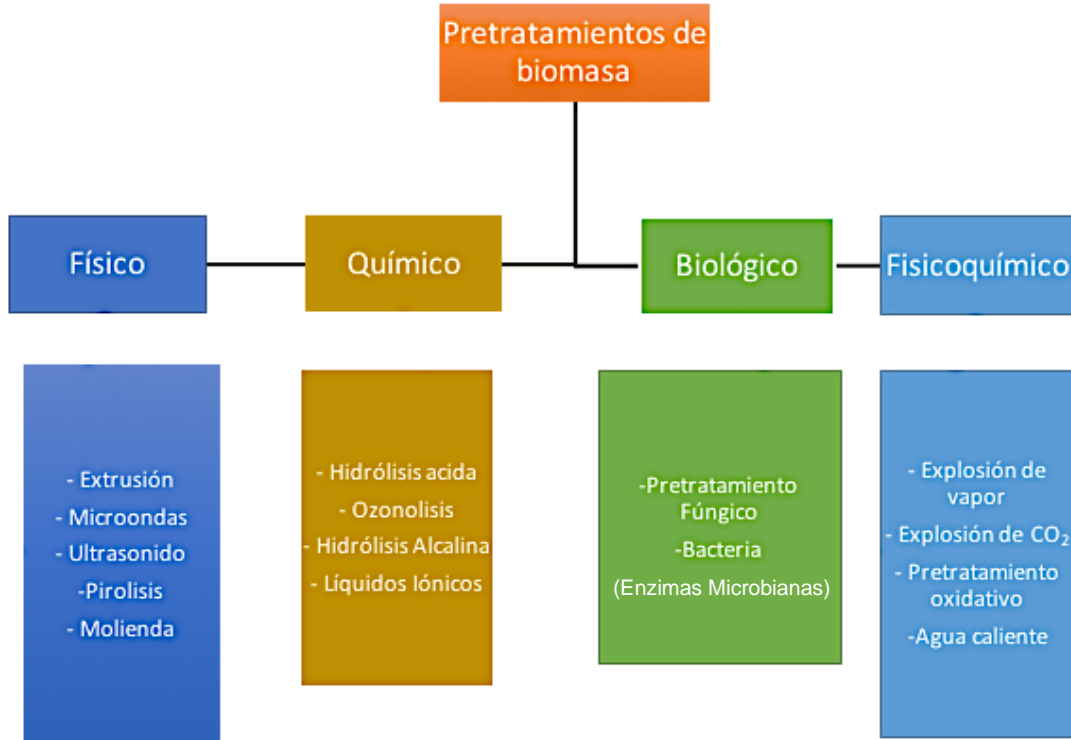 Pretratamientos de
biomasa
Físico
Químico
Biológico
Fisicoquímico
- Extrusión
- Microondas
- Ultrasonido
-Pirolisis
- Molienda
- Hidrólisis acida
- Ozonolisis
- Hidrólisis Alcalina
- Líquidos Iónicos
-Pretratamiento
Fúngico
-Bacteria
(Enzimas Microbianas)
- Explosión de
vapor
- Explosión de CO₂
- Pretratamiento
oxidativo
-Agua caliente